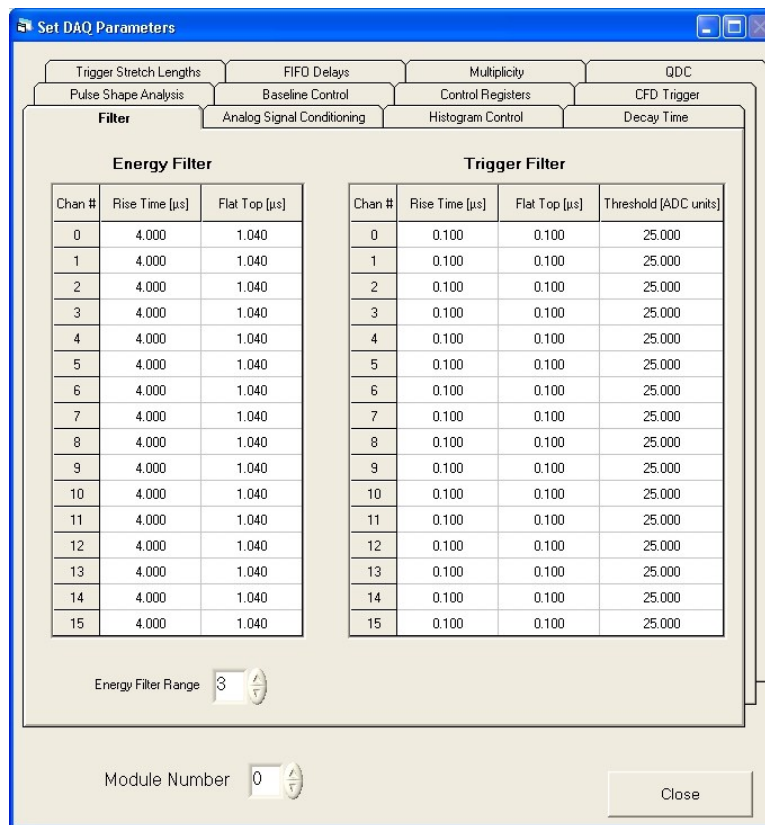 Set DAQ Parameters
Trigger Stretch Lengths FIFO Delays Multiplicity QDC
Pulse Shape Analysis Baseline Control Control Registers CFD Trigger
Filter Analog Signal Conditioning Histogram Control Decay Time
Energy Filter Trigger Filter
Chan # Rise Time [µs] Flat Top [µs] Chan # Rise Time [µs] Flat Top [µs] Threshold [ADC units]
0 4.000 1.040 0 0.100 0.100 25.000
1 4.000 1.040 1 0.100 0.100 25.000
2 4.000 1.040 2 0.100 0.100 25.000
3 4.000 1.040 3 0.100 0.100 25.000
4 4.000 1.040 4 0.100 0.100 25.000
5 4.000 1.040 5 0.100 0.100 25.000
6 4.000 1.040 6 0.100 0.100 25.000
7 4.000 1.040 7 0.100 0.100 25.000
8 4.000 1.040 8 0.100 0.100 25.000
9 4.000 1.040 9 0.100 0.100 25.000
10 4.000 1.040 10 0.100 0.100 25.000
11 4.000 1.040 11 0.100 0.100 25.000
12 4.000 1.040 12 0.100 0.100 25.000
13 4.000 1.040 13 0.100 0.100 25.000
14 4.000 1.040 14 0.100 0.100 25.000
15 4.000 1.040 15 0.100 0.100 25.000
Energy Filter Range 3
Module Number 0
Close